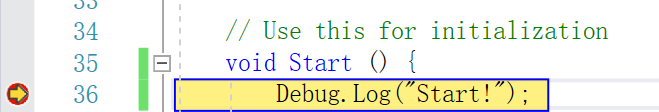 33
34 // Use this for initialization
35 void Start () {
36 Debug.Log("Start!");